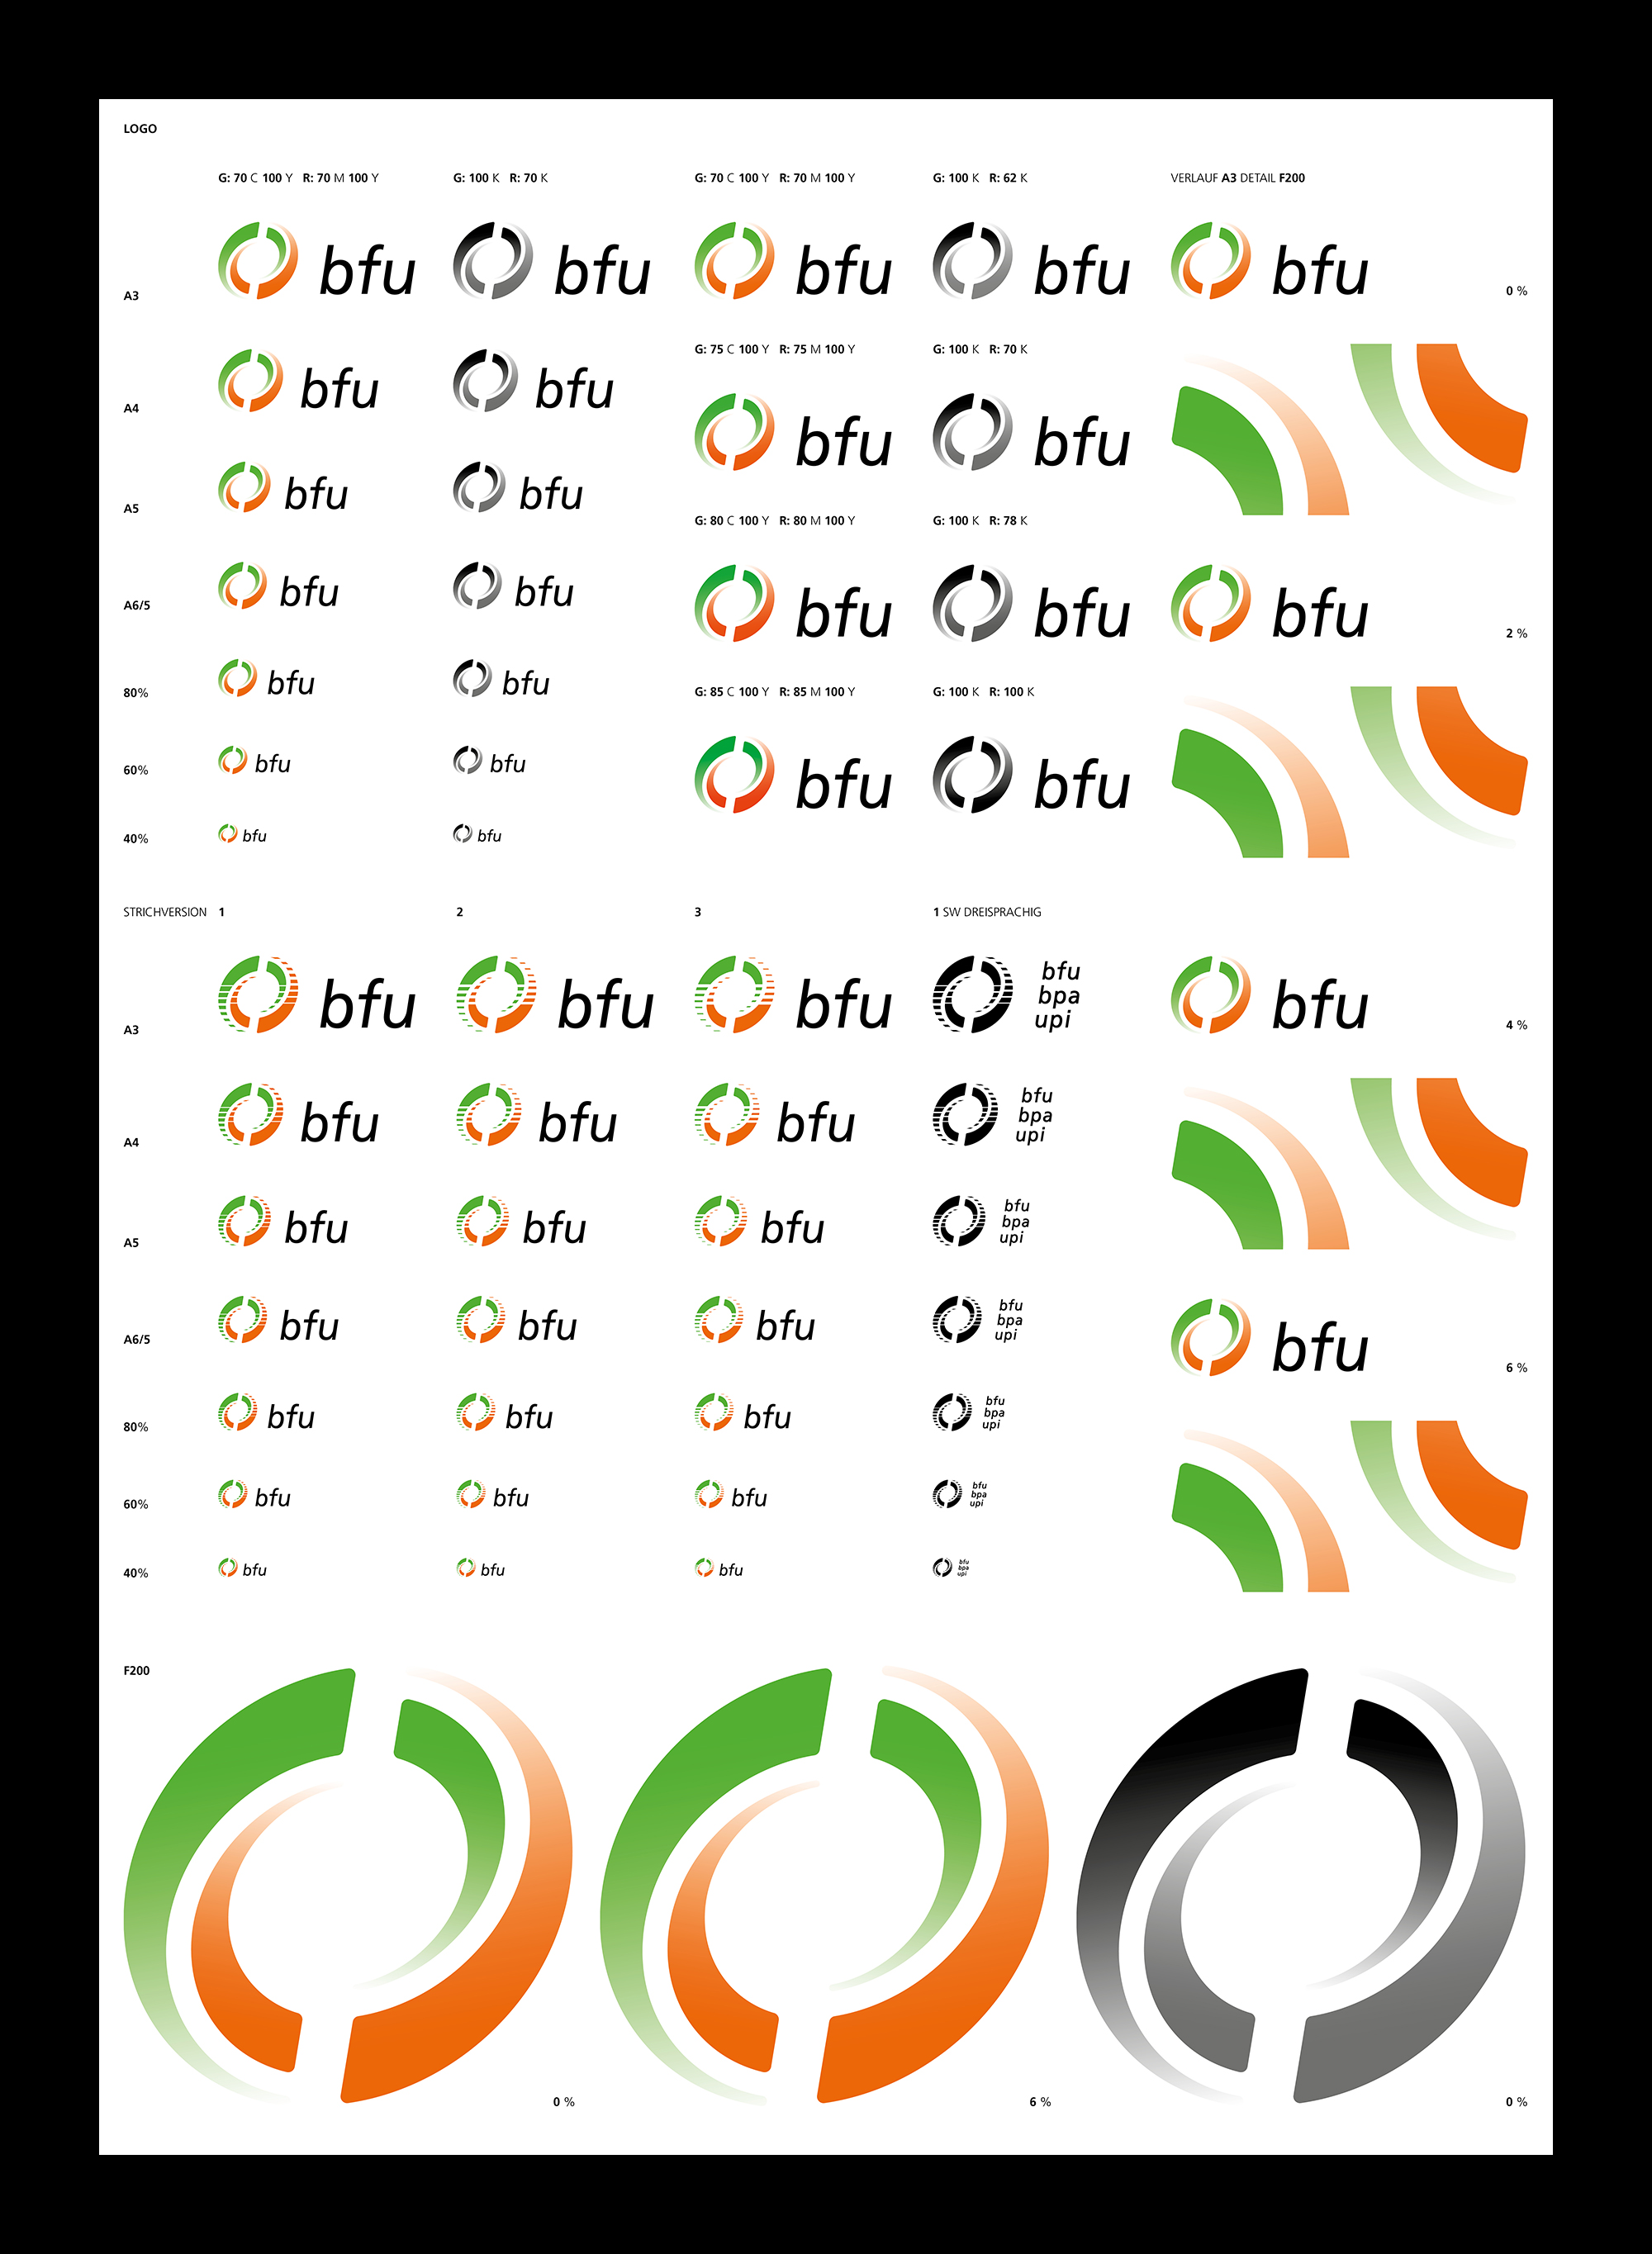 LOGO
G: 70 C 100 Y R: 70 M 100 Y
G: 100 K R: 70 K
G: 70 C 100 Y R: 70 M 100 Y
G: 100 K R: 62 K
VERLAUF A3 DETAIL F200
A3
bfu
bfu
bfu
bfu
bfu
0 %
G: 75 C 100 Y R: 75 M 100 Y
G: 100 K R: 70 K
A4
bfu
bfu
bfu
bfu
A5
bfu
bfu
G: 80 C 100 Y R: 80 M 100 Y
G: 100 K R: 78 K
A6/5
bfu
bfu
bfu
bfu
bfu
2 %
80%
bfu
bfu
G: 85 C 100 Y R: 85 M 100 Y
G: 100 K R: 100 K
60%
bfu
bfu
bfu
bfu
40%
bfu
bfu
STRICHVERSION 1
2
3
1 SW DREISPRACHIG
A3
bfu
bfu
bfu
bfu
bpa
upi
bfu
4 %
A4
bfu
bfu
bfu
bfu
bpa
upi
A5
bfu
bfu
bfu
bfu
bpa
upi
A6/5
bfu
bfu
bfu
bfu
bpa
upi
bfu
6 %
80%
bfu
bfu
bfu
bfu
bpa
upi
60%
bfu
bfu
bfu
bfu
bpa
upi
40%
bfu
bfu
bfu
bfu
bpa
upi
F200
0 %
6 %
0 %